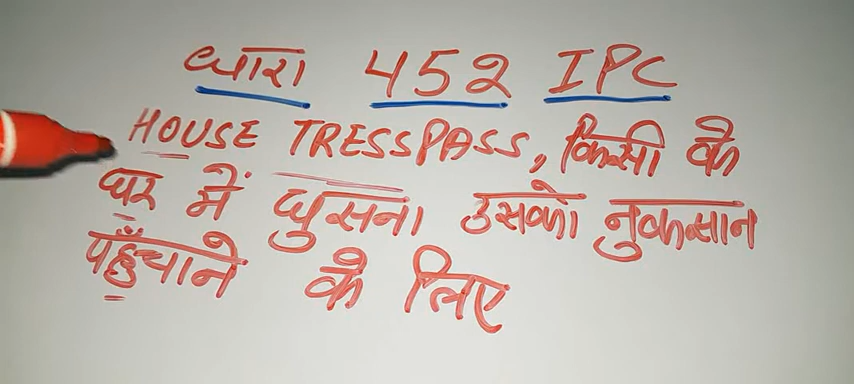 धारा 452 IPC
HOUSE TRESSPASS, किसी के
घर में घुसना उसको नुकसान
पहुँचाने के लिए